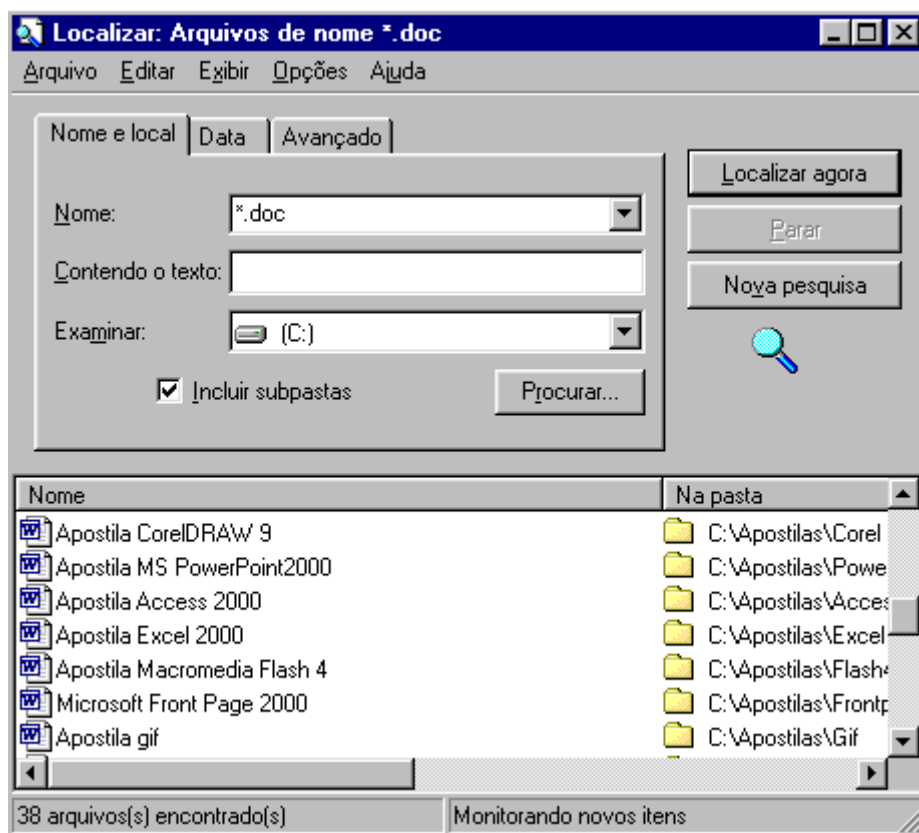 Localizar: Arquivos de nome *.doc
Arquivo Editar Exibir Opções Ajuda
Nome e local Data Avançado
Localizar agora
Nome: *.doc
Parar
Contendo o texto:
Nova pesquisa
Examinar: (C:)
Incluir subpastas Procurar...
Nome Na pasta
Apostila CorelDRAW 9 C:\Apostilas\Corel
Apostila MS PowerPoint2000 C:\Apostilas\Powe
Apostila Access 2000 C:\Apostilas\Acces
Apostila Excel 2000 C:\Apostilas\Excel
Apostila Macromedia Flash 4 C:\Apostilas\Flash4
Microsoft Front Page 2000 C:\Apostilas\Frontp
Apostila gif C:\Apostilas\Gif
38 arquivos(s) encontrado(s) Monitorando novos itens